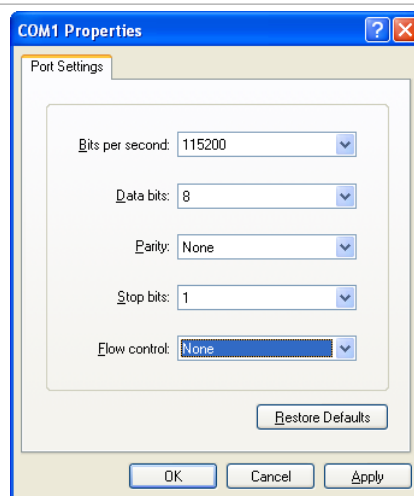 COM1 Properties
Port Settings
Bits per second: 115200
Data bits: 8
Parity: None
Stop bits: 1
Flow control: None
Restore Defaults
OK Cancel Apply